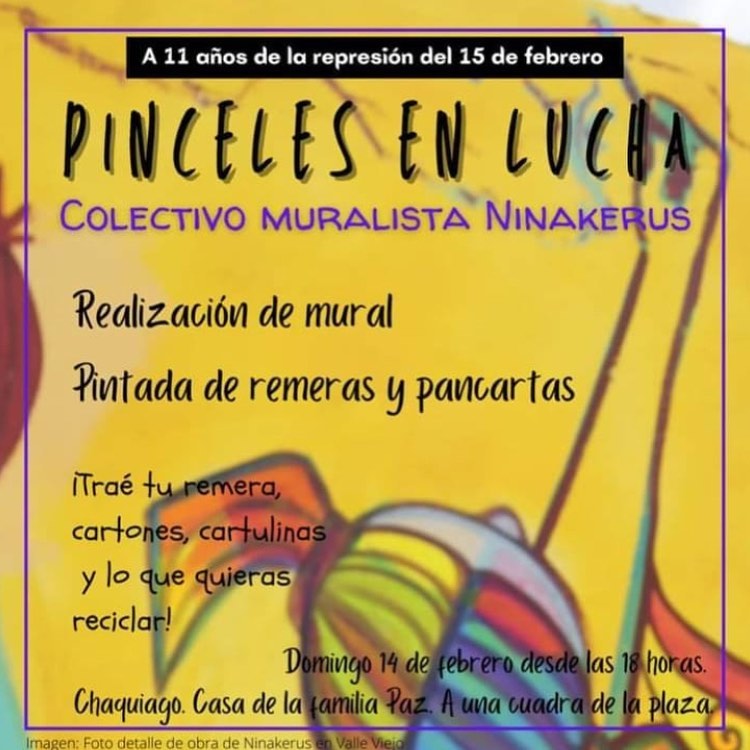 A 11 años de la represión del 15 de febrero
PINCELES EN LUCHA
COLECTIVO MURALISTA NINAKERUS
Realización de mural
Pintada de remeras y pancartas
¡Traé tu remera,
cartones, cartulinas
y lo que quieras
reciclar!
Domingo 14 de febrero desde las 18 horas.
Chaquiago. Casa de la familia Paz. A una cuadra de la plaza.
Imagen: Foto detalle de obra de Ninakerus en Valle Viejo